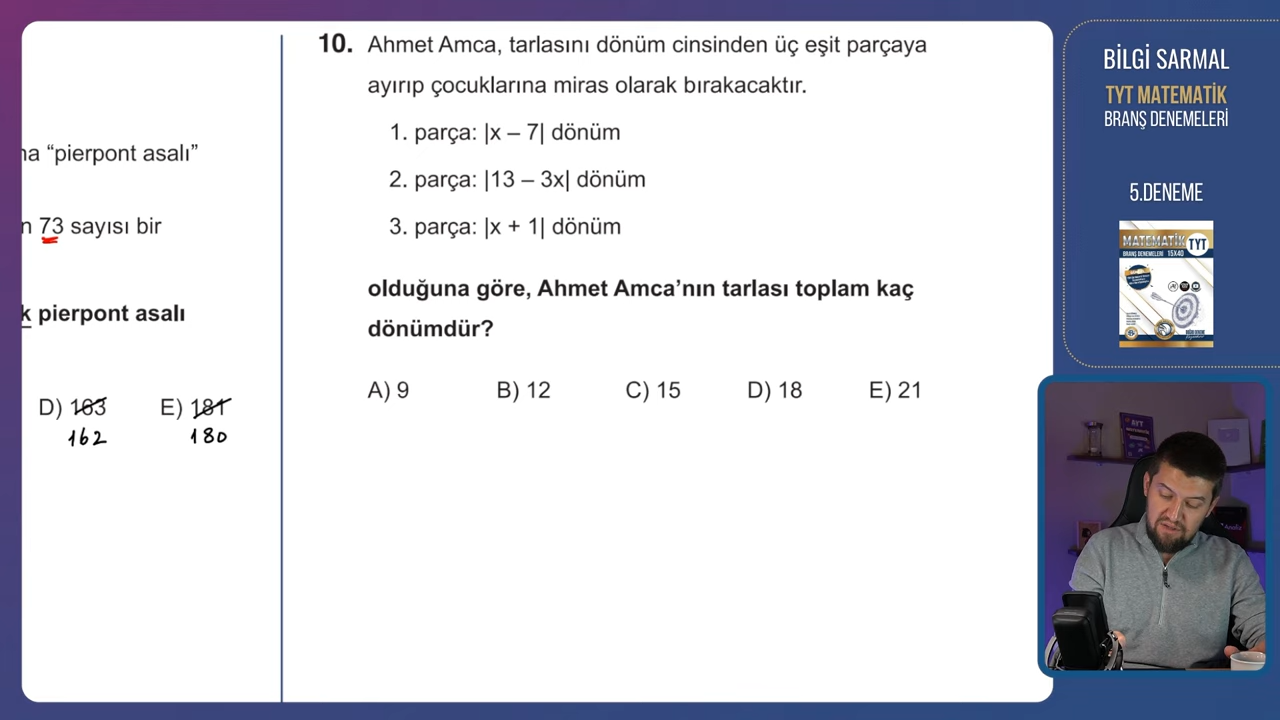 na “pierpont asalı”
n 73 sayısı bir
k pierpont asalı
D) 163 E) 181
162 180
10. Ahmet Amca, tarlasını dönüm cinsinden üç eşit parçaya
ayırıp çocuklarına miras olarak bırakacaktır.
1. parça: |x – 7| dönüm
2. parça: |13 – 3x| dönüm
3. parça: |x + 1| dönüm
olduğuna göre, Ahmet Amca’nın tarlası toplam kaç
dönümdür?
A) 9 B) 12 C) 15 D) 18 E) 21
BİLGİ SARMAL
TYT MATEMATİK
BRANŞ DENEMELERİ
5.DENEME
MATEMATİK TYT
BRANŞ DENEMELERİ 15X40